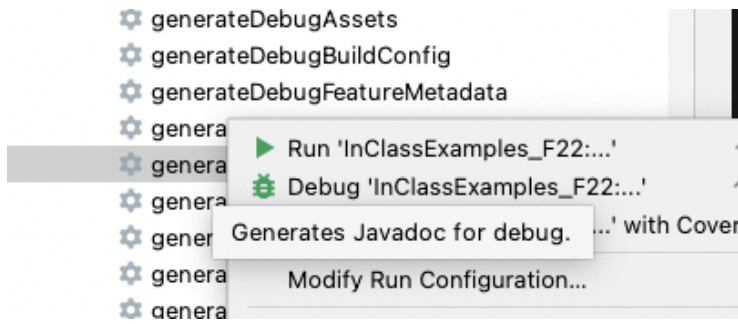 generateDebugAssets
generateDebugBuildConfig
generateDebugFeatureMetadata
genera
Run 'InClassExamples_F22:...'
genera
Debug 'InClassExamples_F22:...'
genera
...' with Cover
gener
Generates Javadoc for debug.
genera
Modify Run Configuration...
genera